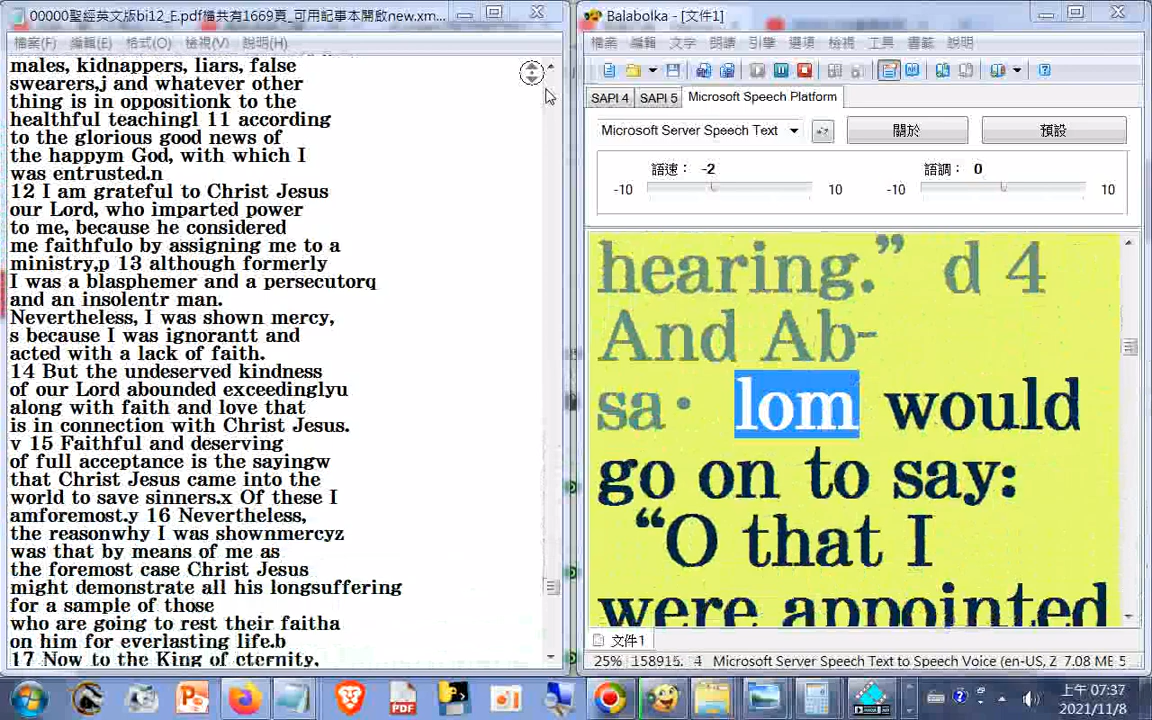 00000聖經英文版bi12_E.pdf檔共有1669頁_可用記事本開啟new.xm...
檔案(F) 編輯(E) 格式(O) 檢視(V) 說明(H)
males, kidnappers, liars, false
swearers,j and whatever other
thing is in oppositionk to the
healthful teachingl 11 according
to the glorious good news of
the happym God, with which I
was entrusted.n
12 I am grateful to Christ Jesus
our Lord, who imparted power
to me, because he considered
me faithfulo by assigning me to a
ministry,p 13 although formerly
I was a blasphemer and a persecutorq
and an insolentr man.
Nevertheless, I was shown mercy,
s because I was ignorantt and
acted with a lack of faith.
14 But the undeserved kindness
of our Lord abounded exceedinglyu
along with faith and love that
is in connection with Christ Jesus.
v 15 Faithful and deserving
of full acceptance is the sayingw
that Christ Jesus came into the
world to save sinners.x Of these I
amforemost.y 16 Nevertheless,
the reasonwhy I was shownmercyz
was that by means of me as
the foremost case Christ Jesus
might demonstrate all his longsuffering
for a sample of those
who are going to rest their faitha
on him for everlasting life.b
17 Now to the King of eternity,
Balabolka - [文件1]
檔案 編輯 文字 朗讀 引擎 選項 檢視 工具 書籤 說明
SAPI 4 SAPI 5 Microsoft Speech Platform
Microsoft Server Speech Text 關於 預設
語速： -2 語調： 0
-10 10 -10 10
hearing.” d 4
And Ab-
sa· lom would
go on to say:
“O that I
were appointed
文件1
25% 158915. 4 Microsoft Server Speech Text to Speech Voice (en-US, Z 7.08 MB 5
上午 07:37
2021/11/8